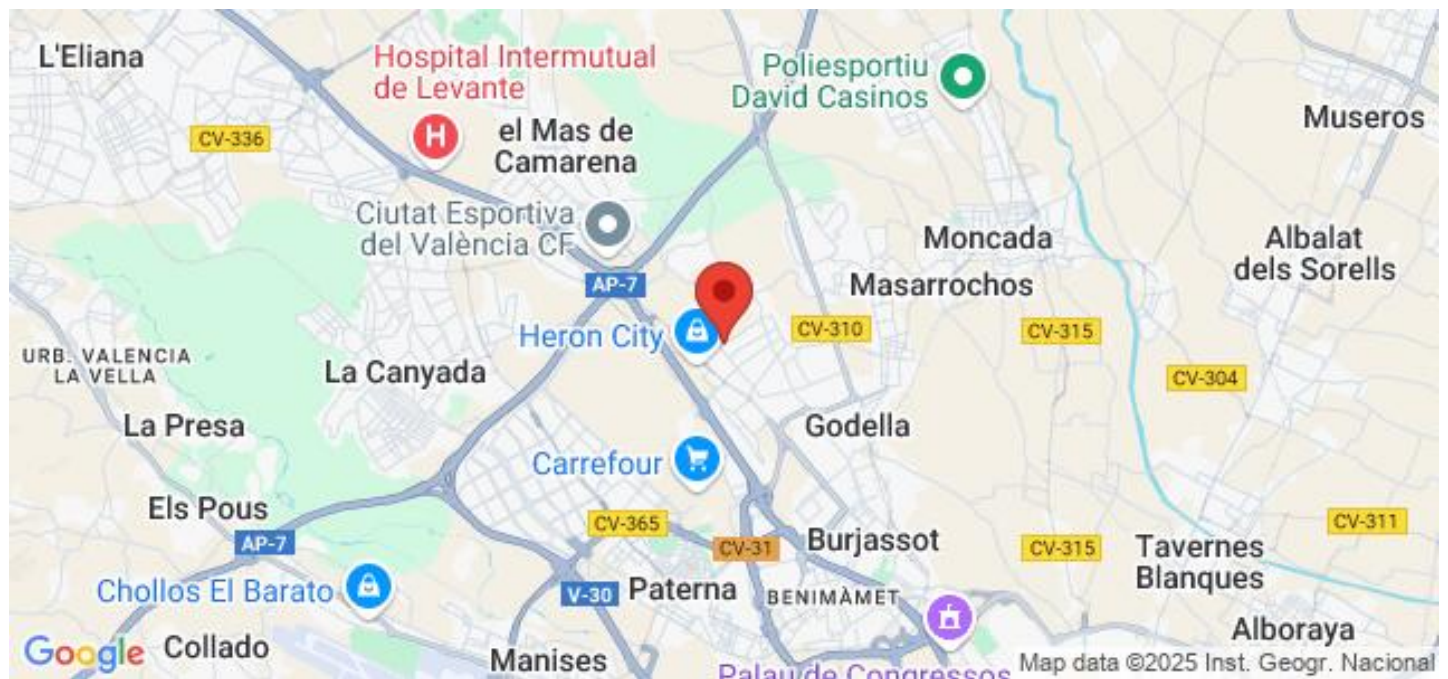 L'Eliana
Hospital Intermutual
de Levante
H
Poliesportiu
David Casinos
Museros
CV-336
el Mas de
Camarena
Ciutat Esportiva
del València CF
Moncada
Albalat
dels Sorells
AP-7
Masarrochos
Heron City
CV-310
CV-315
URB. VALENCIA
LA VELLA
La Canyada
CV-304
La Presa
Godella
Carrefour
Els Pous
CV-365
CV-311
AP-7
CV-31
Burjassot
CV-315
Tavernes
Blanques
Chollos El Barato
V-30
Paterna
BENIMÀMET
Alboraya
Google
Collado
Manises
Palau de Congressos
Map data ©2025 Inst. Geogr. Nacional